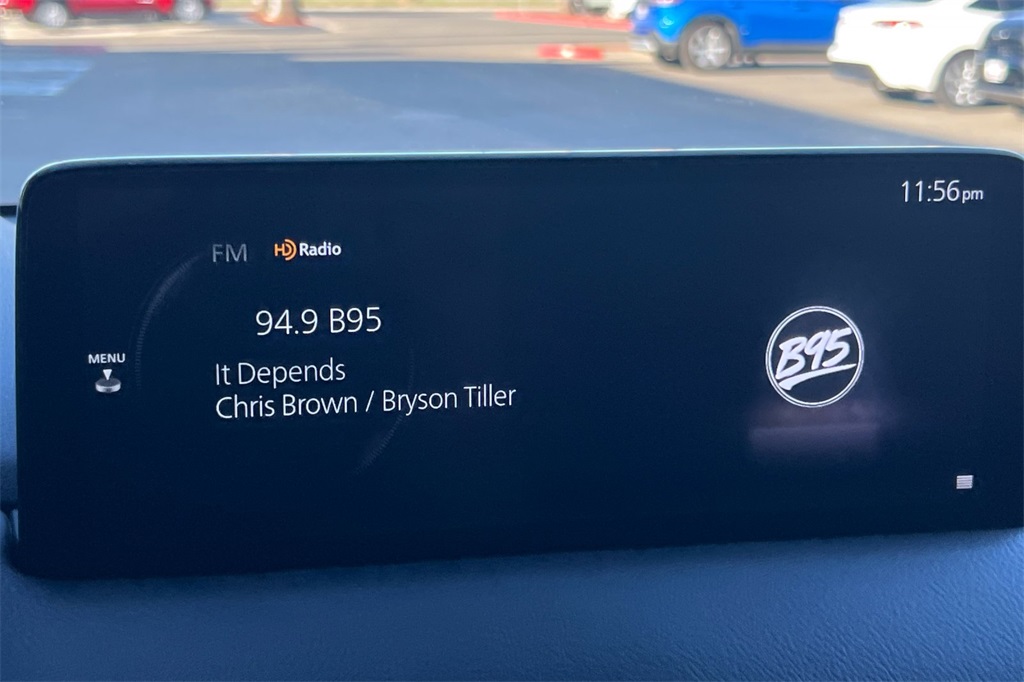 11:56pm
FM HD Radio
94.9 B95
MENU
It Depends
Chris Brown / Bryson Tiller
B95